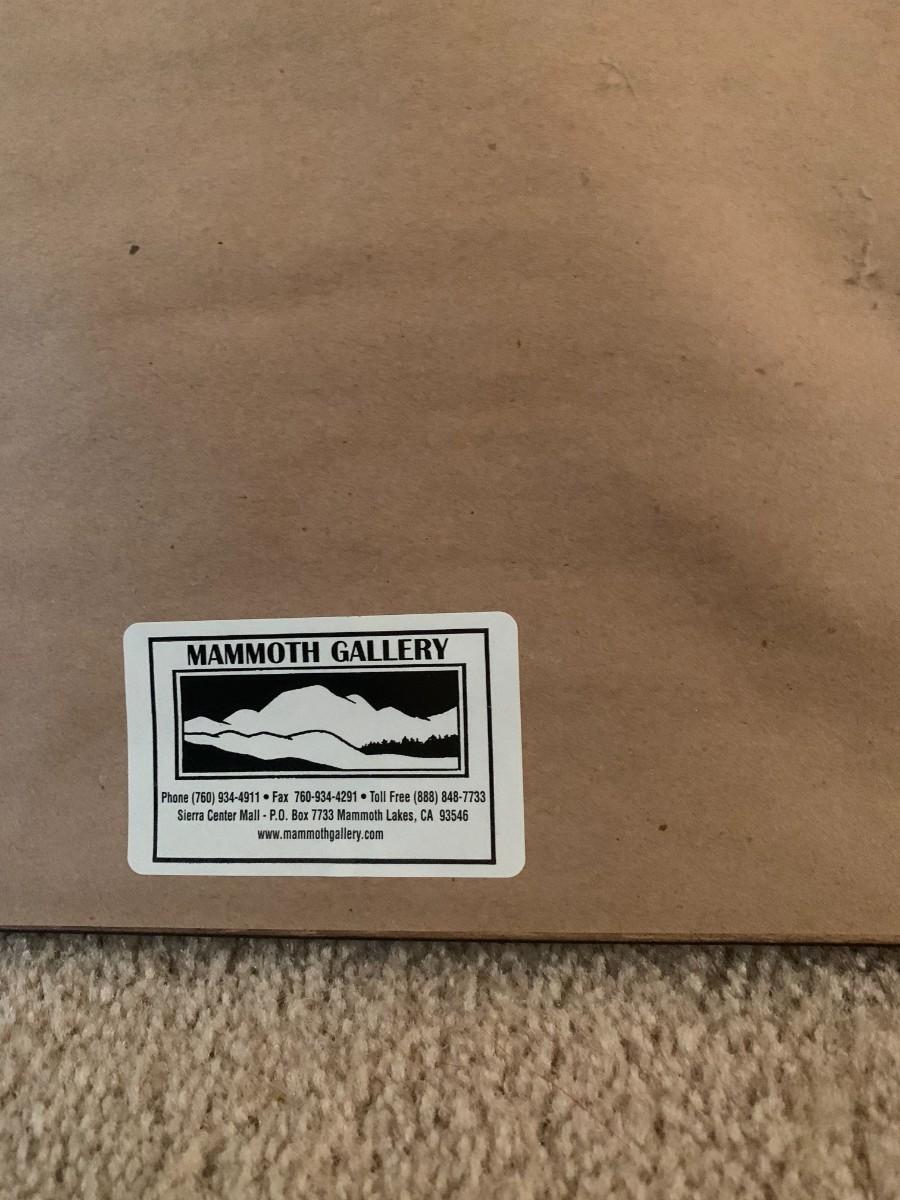 MAMMOTH GALLERY
Phone (760) 934-4911 • Fax 760-934-4291 • Toll Free (888) 848-7733
Sierra Center Mall - P.O. Box 7733 Mammoth Lakes, CA 93546
www.mammothgallery.com